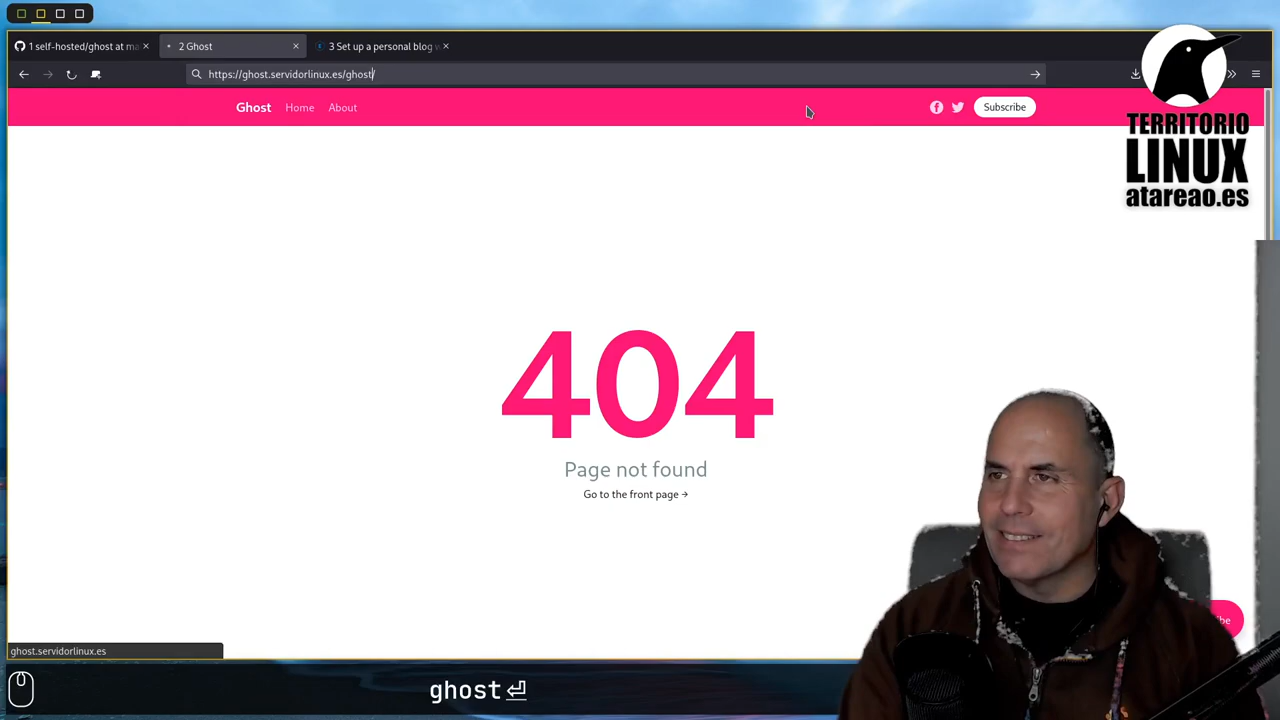 1 self-hosted/ghost at ma
2 Ghost
3 Set up a personal blog w
https://ghost.servidorlinux.es/ghost/
Ghost
Home
About
Subscribe
TERRITORIO
LINUX
atareao.es
404
Page not found
Go to the front page →
be
ghost.servidorlinux.es
ghost ⏎